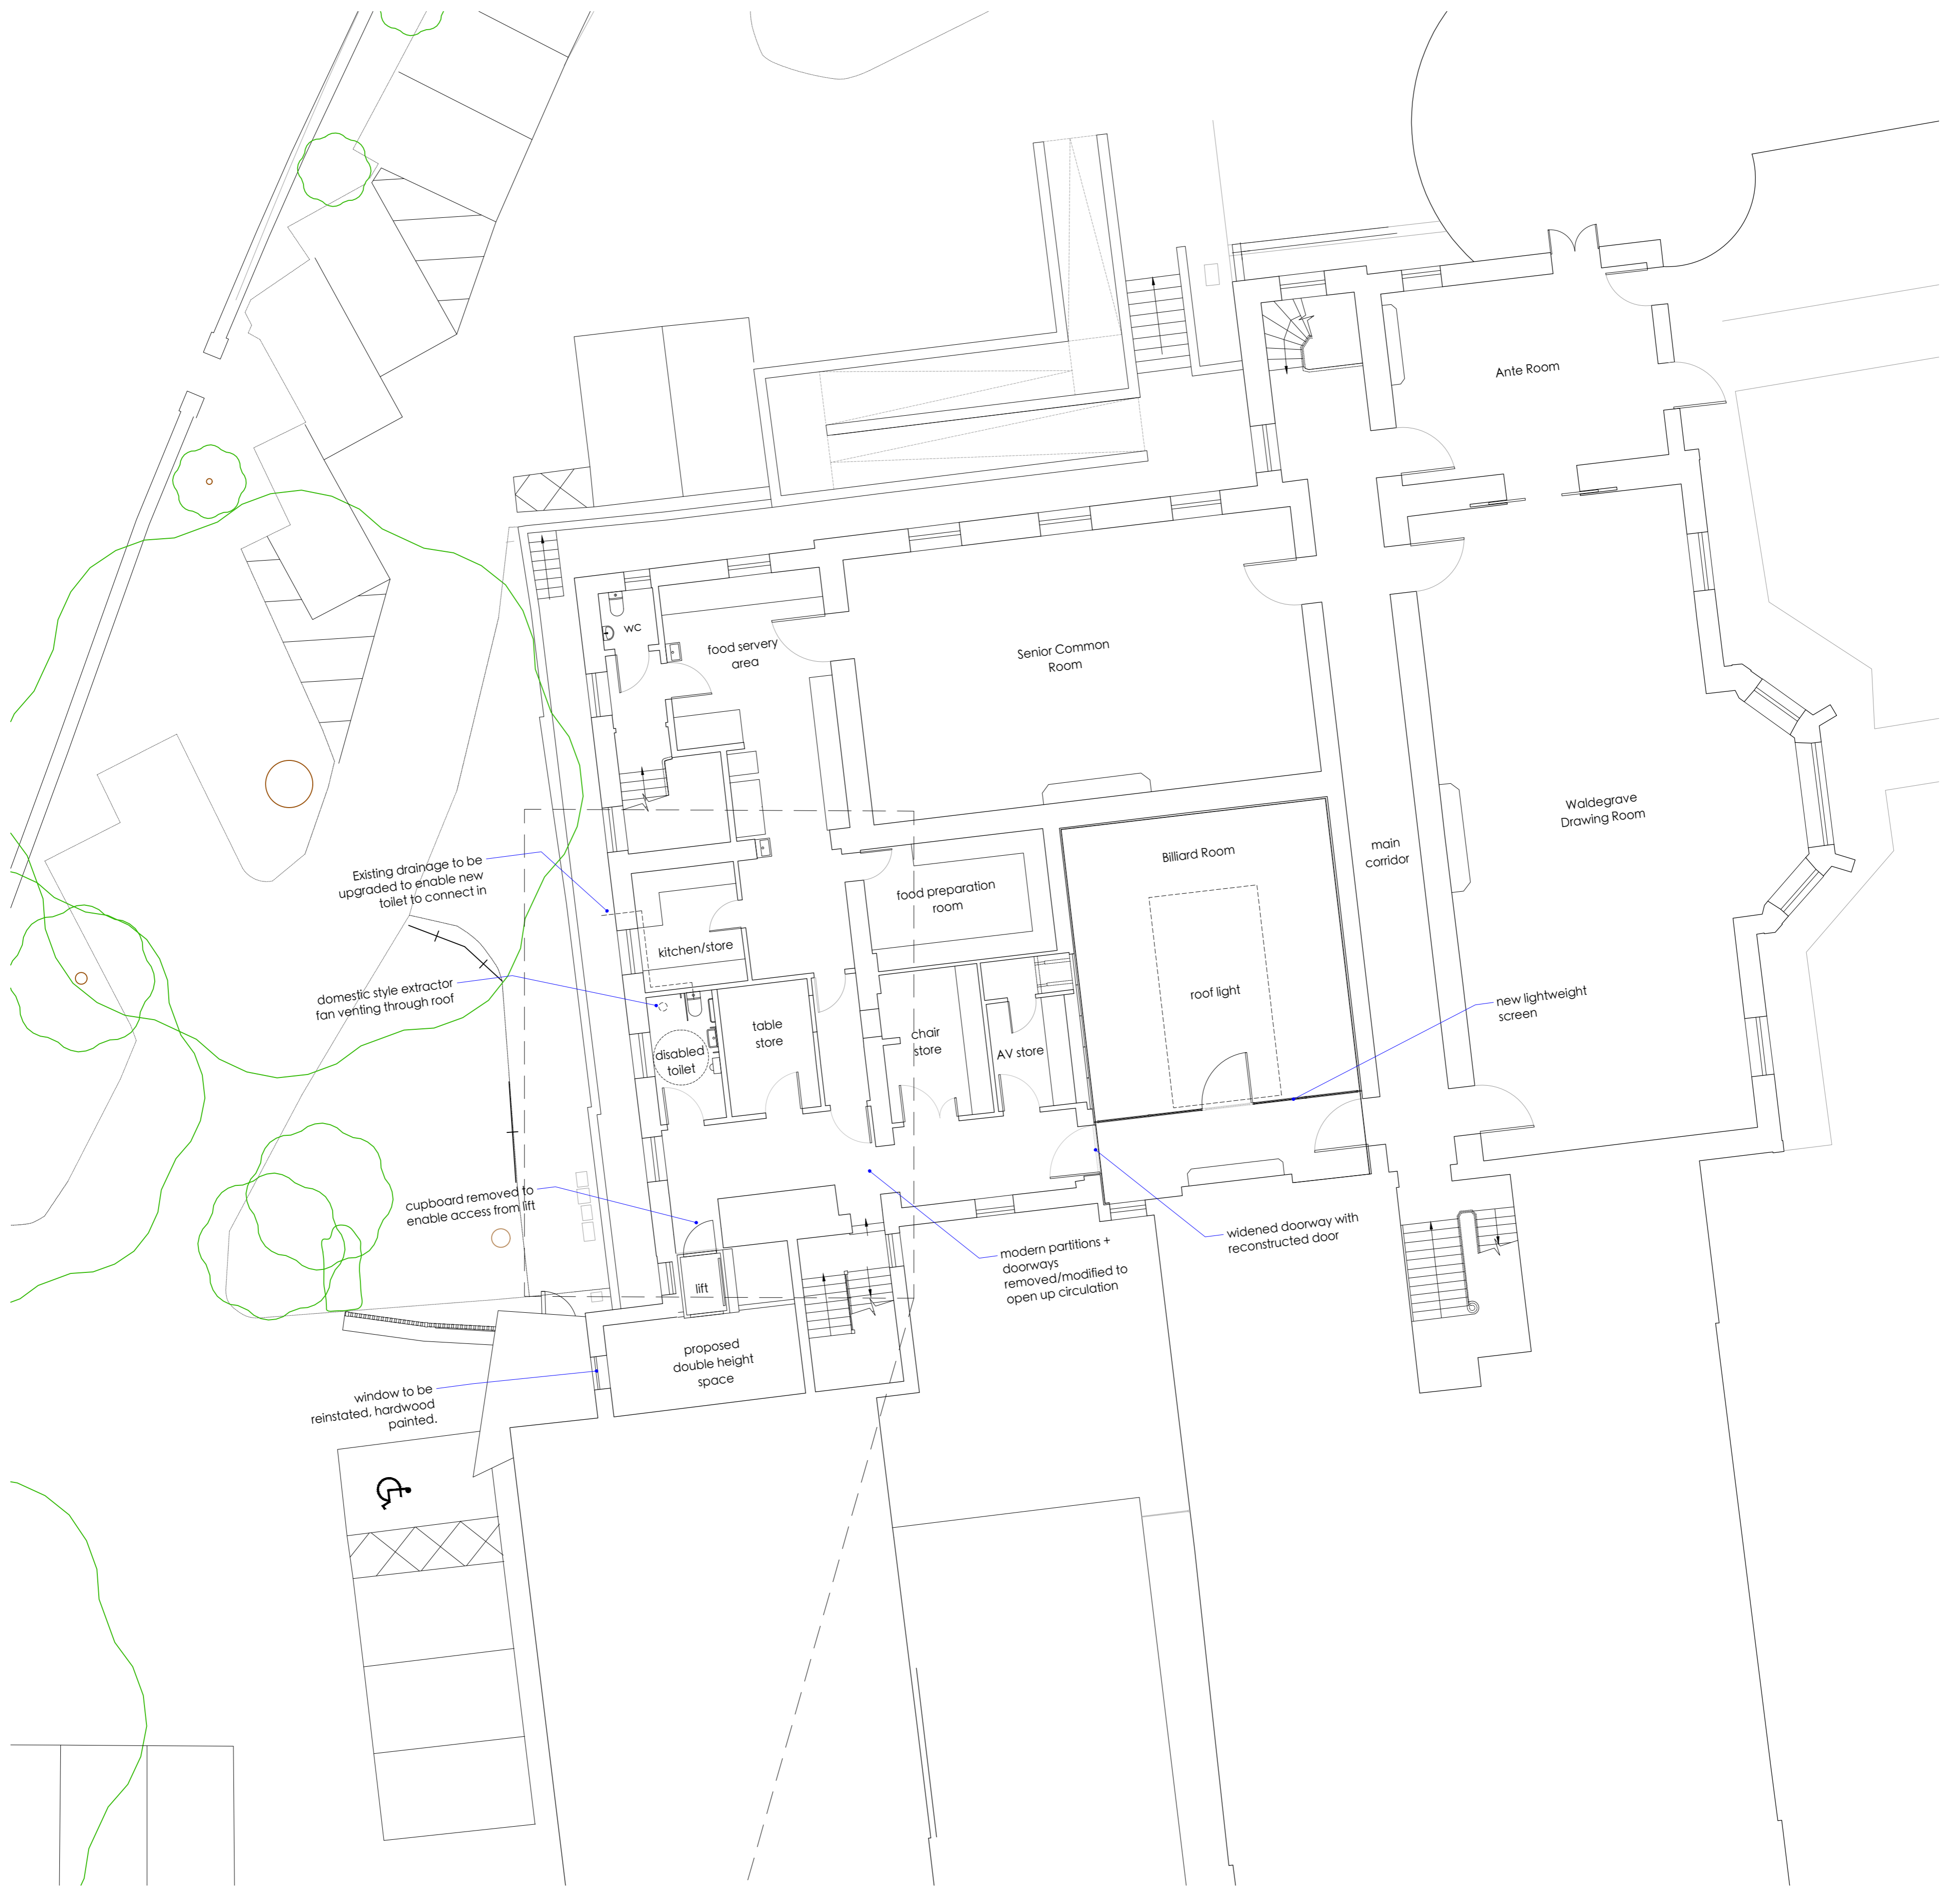 Ante Room
wc
food servery
area
Senior Common
Room
Waldegrave
Drawing Room
main
corridor
Billiard Room
Existing drainage to be
upgraded to enable new
toilet to connect in
food preparation
room
kitchen/store
domestic style extractor
fan venting through roof
roof light
new lightweight
screen
table
store
chair
store
AV store
disabled
toilet
cupboard removed to
enable access from lift
widened doorway with
reconstructed door
modern partitions +
doorways
removed/modified to
open up circulation
lift
proposed
double height
space
window to be
reinstated, hardwood
painted.